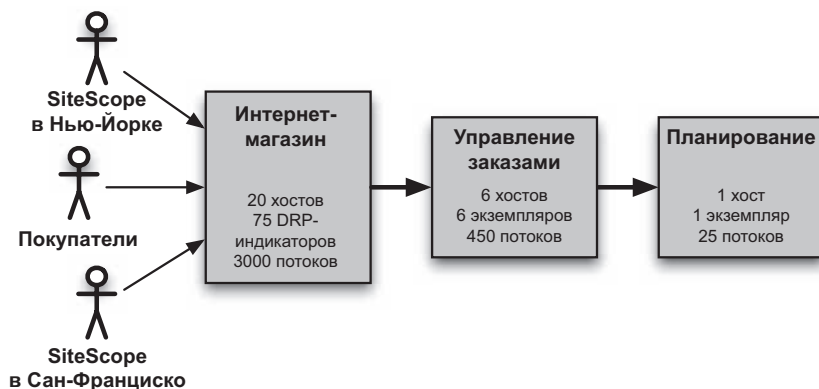 SiteScope
в Нью-Йорке
Покупатели
SiteScope
в Сан-Франциско
Интернет-
магазин
20 хостов
75 DRP-
индикаторов
3000 потоков
Управление
заказами
6 хостов
6 экземпляров
450 потоков
Планирование
1 хост
1 экземпляр
25 потоков